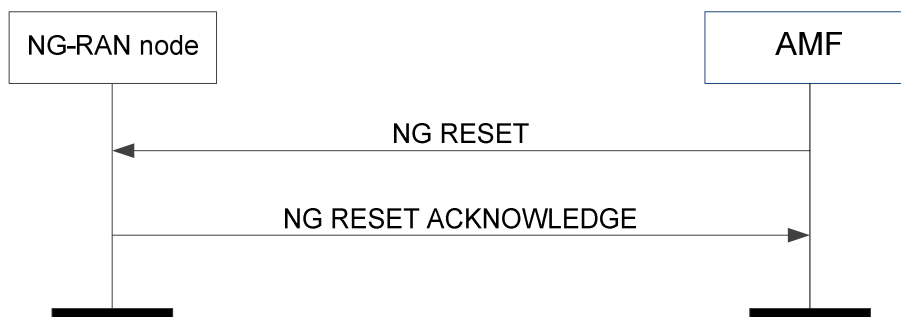 NG-RAN node
AMF
NG RESET
NG RESET ACKNOWLEDGE